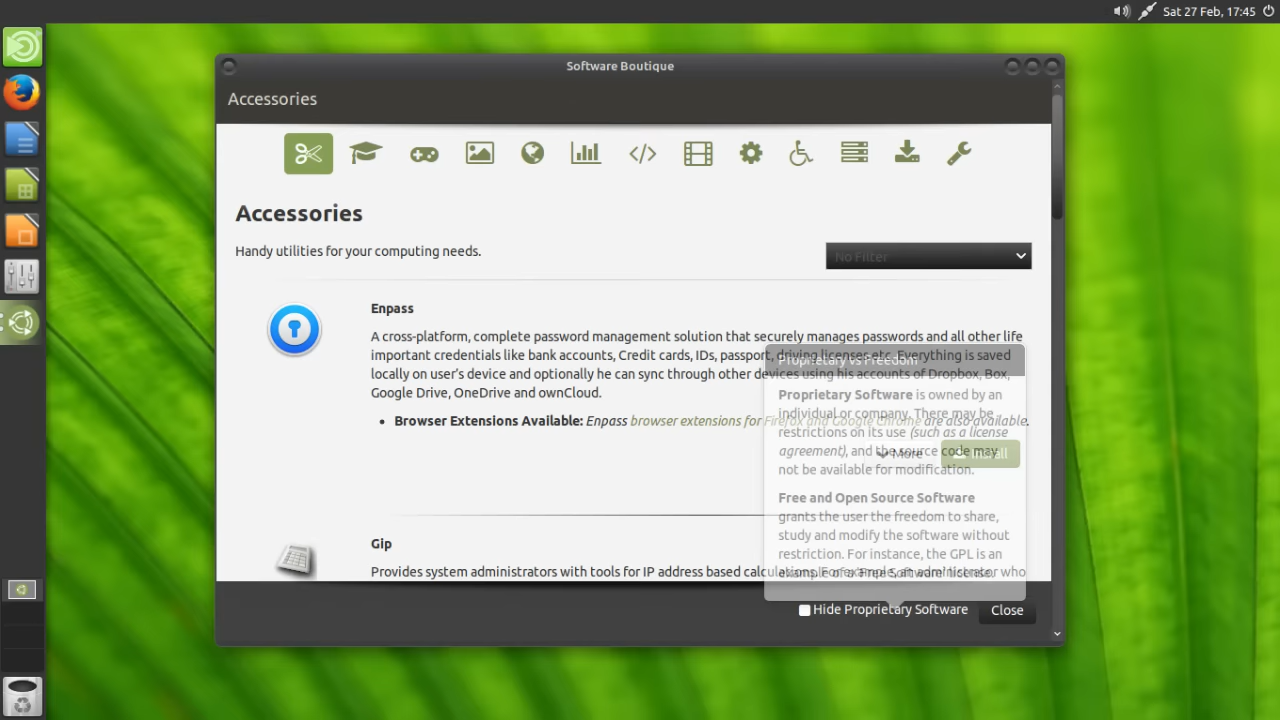 Sat 27 Feb, 17:45
Software Boutique
Accessories
Accessories
Handy utilities for your computing needs.
No Filter
Enpass
A cross-platform, complete password management solution that securely manages passwords and all other life
important credentials like bank accounts, Credit cards, IDs, passport, driving licenses etc. Everything is saved
locally on user's device and optionally he can sync through other devices using his accounts of Dropbox, Box,
Google Drive, OneDrive and ownCloud.
• Browser Extensions Available: Enpass browser extensions for Firefox and Google Chrome are also available.
More
Install
Proprietary vs Freedom
Proprietary Software is owned by an
individual or company. There may be
restrictions on its use (such as a license
agreement), and the source code may
not be available for modification.
Free and Open Source Software
grants the user the freedom to share,
study and modify the software without
restriction. For instance, the GPL is an
example of a 'Free Software' license.
Gip
Provides system administrators with tools for IP address based calculations. For example, an administrator who
Hide Proprietary Software
Close